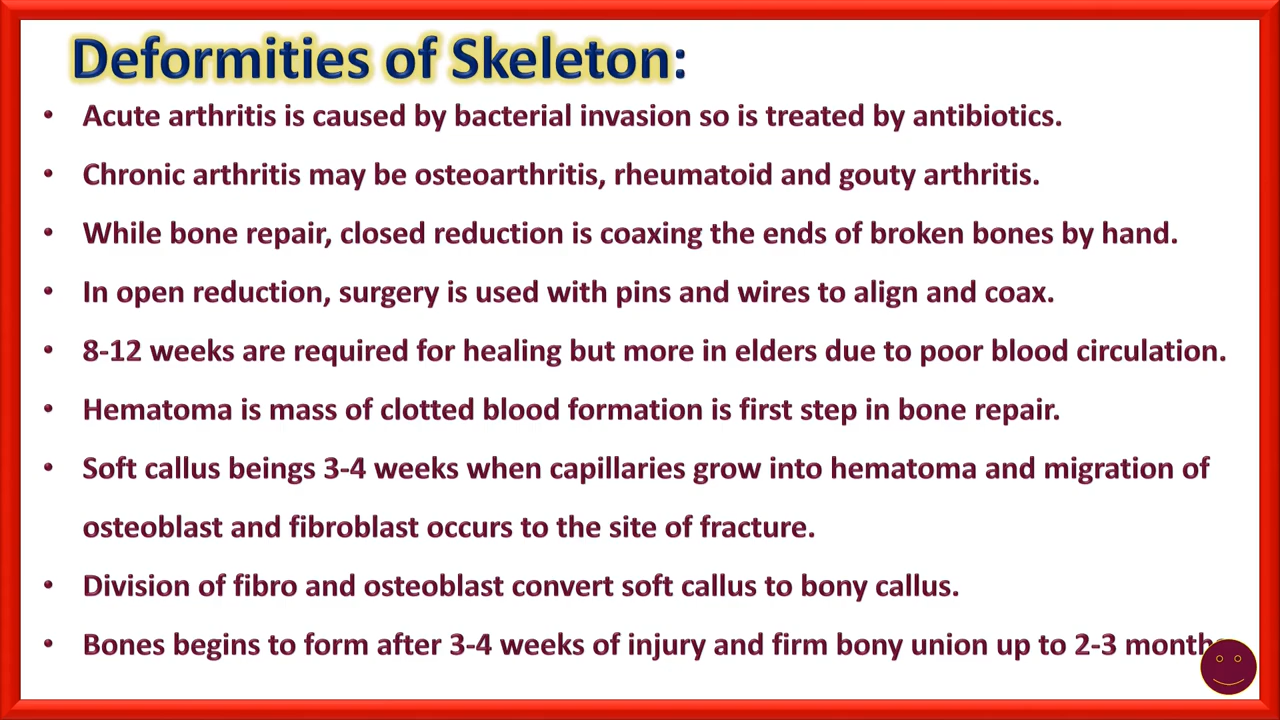 Deformities of Skeleton:
• Acute arthritis is caused by bacterial invasion so is treated by antibiotics.
• Chronic arthritis may be osteoarthritis, rheumatoid and gouty arthritis.
• While bone repair, closed reduction is coaxing the ends of broken bones by hand.
• In open reduction, surgery is used with pins and wires to align and coax.
• 8-12 weeks are required for healing but more in elders due to poor blood circulation.
• Hematoma is mass of clotted blood formation is first step in bone repair.
• Soft callus beings 3-4 weeks when capillaries grow into hematoma and migration of
osteoblast and fibroblast occurs to the site of fracture.
• Division of fibro and osteoblast convert soft callus to bony callus.
• Bones begins to form after 3-4 weeks of injury and firm bony union up to 2-3 months